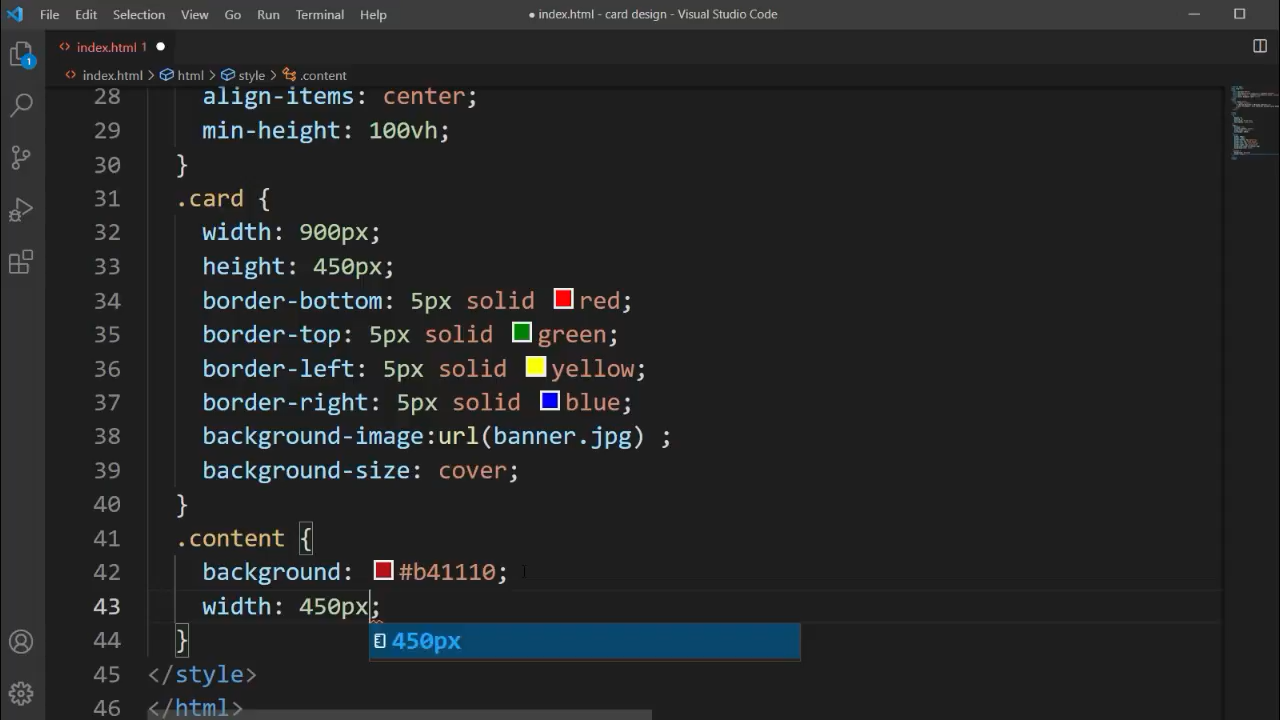 File Edit Selection View Go Run Terminal Help ● index.html - card design - Visual Studio Code
<> index.html 1 ●
<> index.html > html > style > .content
28 align-items: center;
29 min-height: 100vh;
30 }
31 .card {
32 width: 900px;
33 height: 450px;
34 border-bottom: 5px solid red;
35 border-top: 5px solid green;
36 border-left: 5px solid yellow;
37 border-right: 5px solid blue;
38 background-image:url(banner.jpg) ;
39 background-size: cover;
40 }
41 .content {
42 background: #b41110;
43 width: 450px;
450px
44 }
45 </style>
46 </html>
1